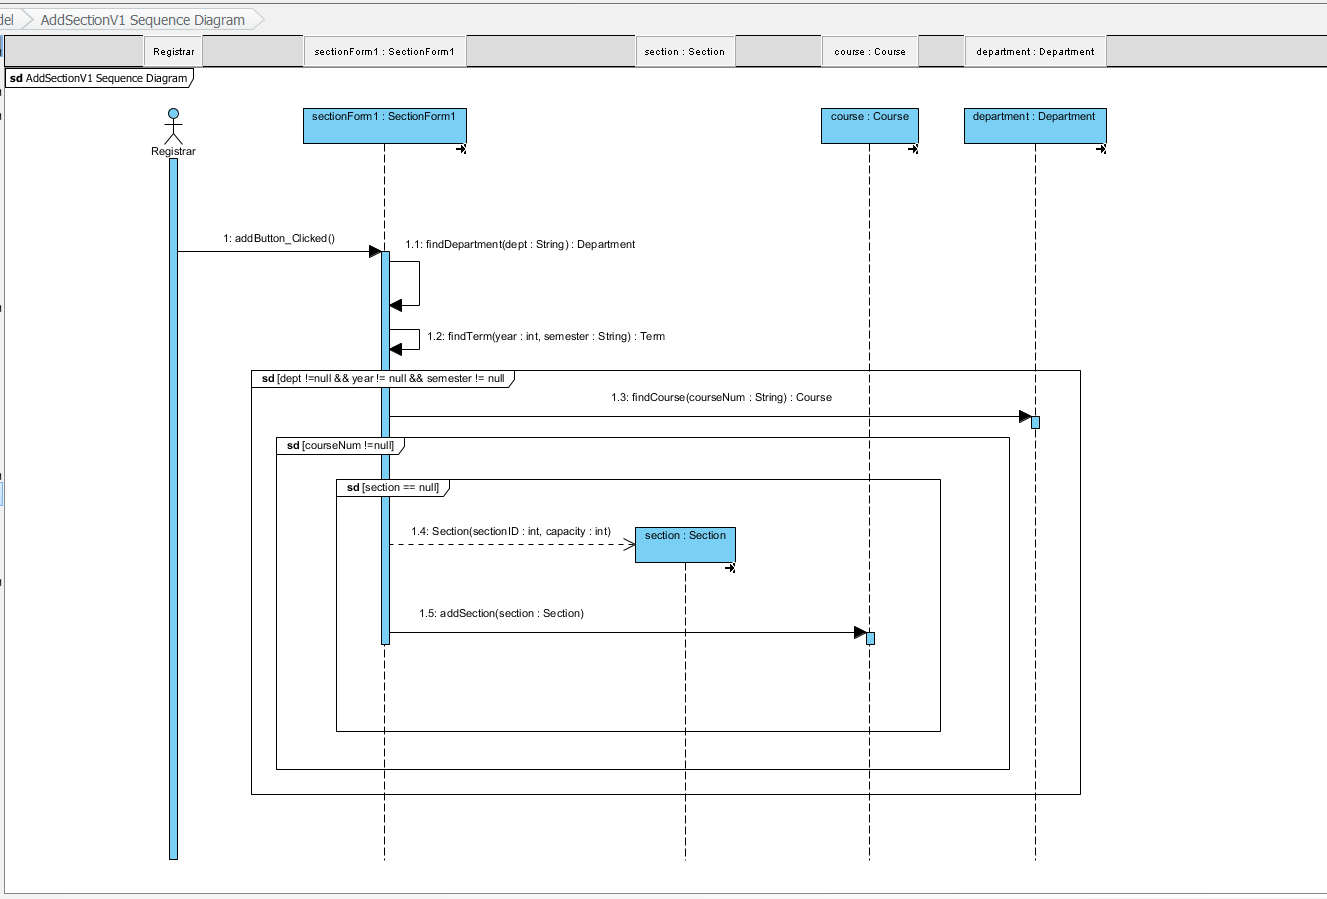 del
AddSectionV1 Sequence Diagram
Registrar
sectionForm1 : SectionForm1
section : Section
course : Course
department : Department
sd AddSectionV1 Sequence Diagram
sectionForm1 : SectionForm1
course : Course
department : Department
Registrar
1: addButton_Clicked()
1.1: findDepartment(dept : String) : Department
1.2: findTerm(year : int, semester : String) : Term
sd [dept !=null && year != null && semester != null
1.3: findCourse(courseNum : String) : Course
sd [courseNum !=null]
sd [section == null]
1.4: Section(sectionID : int, capacity : int)
section : Section
1.5: addSection(section : Section)